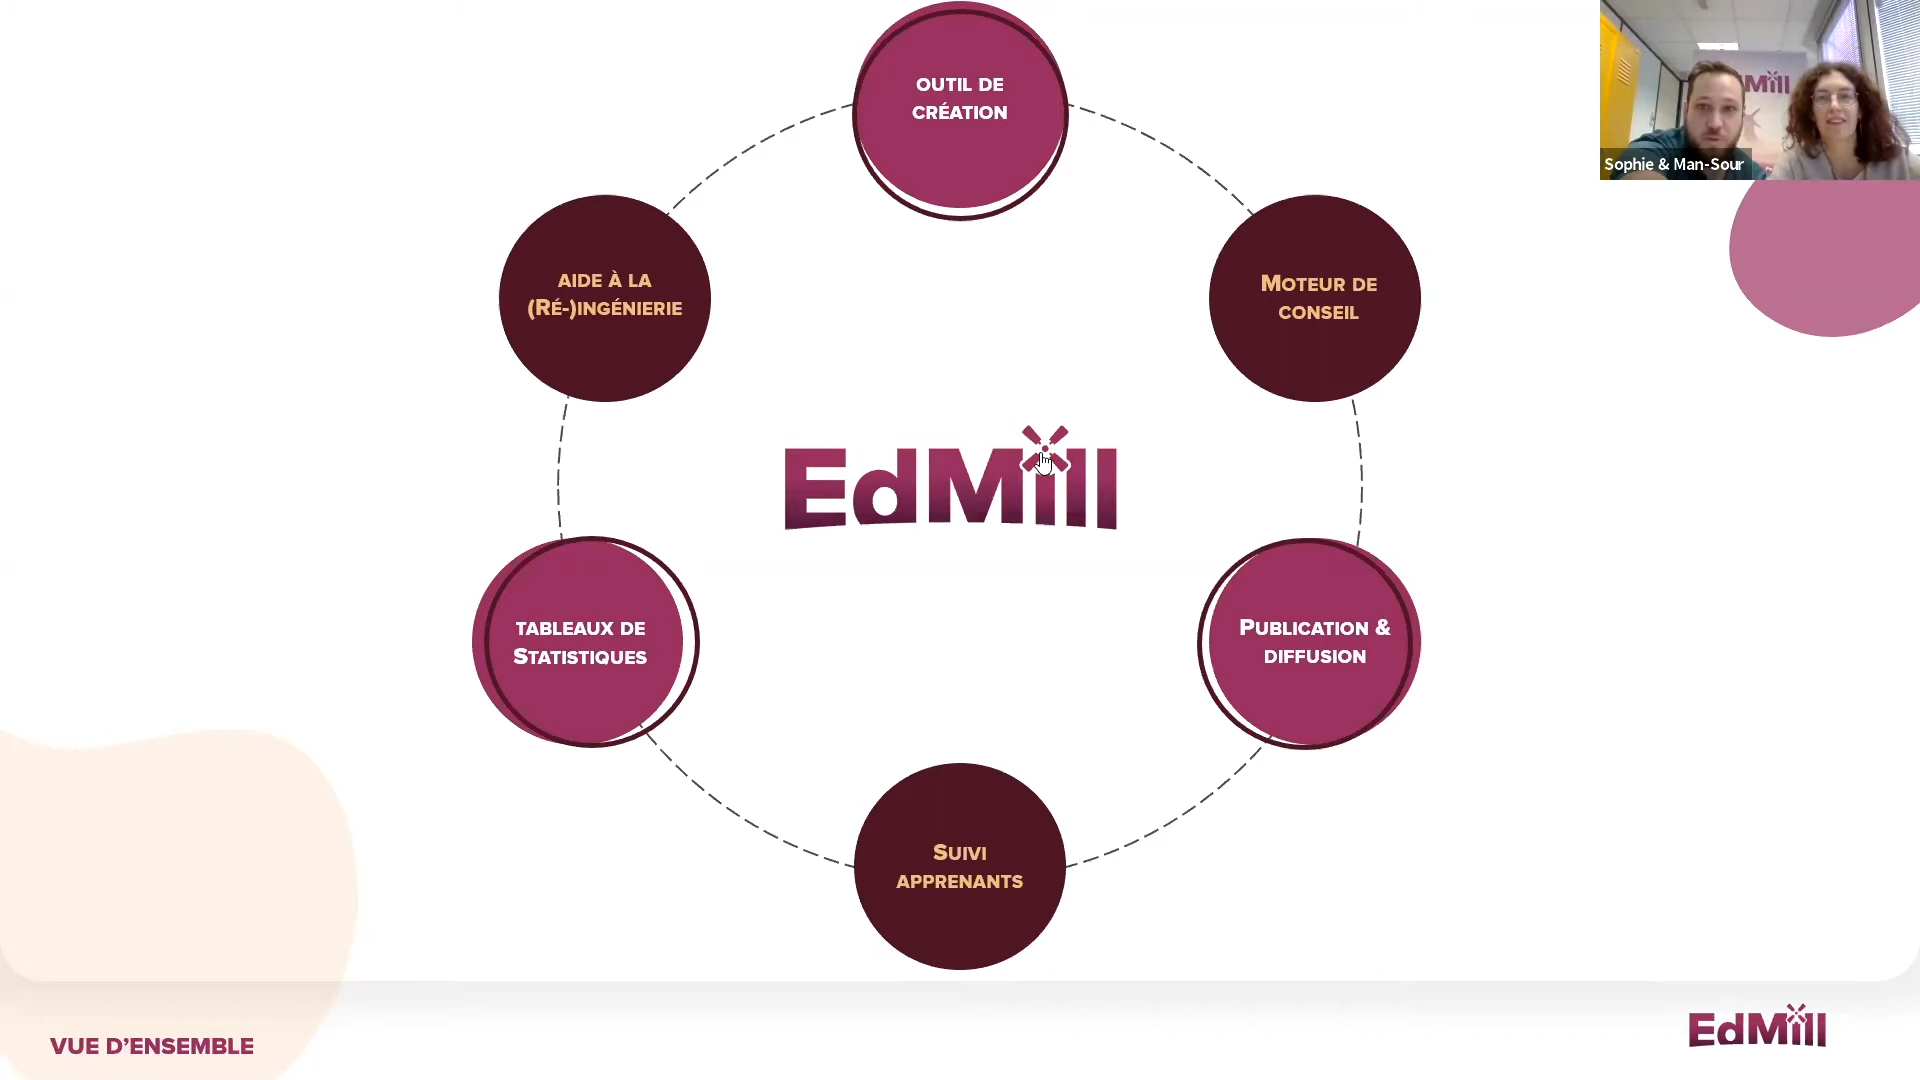 OUTIL DE
CRÉATION
Mill
Sophie & Man-Sour
AIDE À LA
(RÉ-)INGÉNIERIE
MOTEUR DE
CONSEIL
EdMill
TABLEAUX DE
STATISTIQUES
PUBLICATION &
DIFFUSION
SUIVI
APPRENANTS
VUE D’ENSEMBLE
EdMill